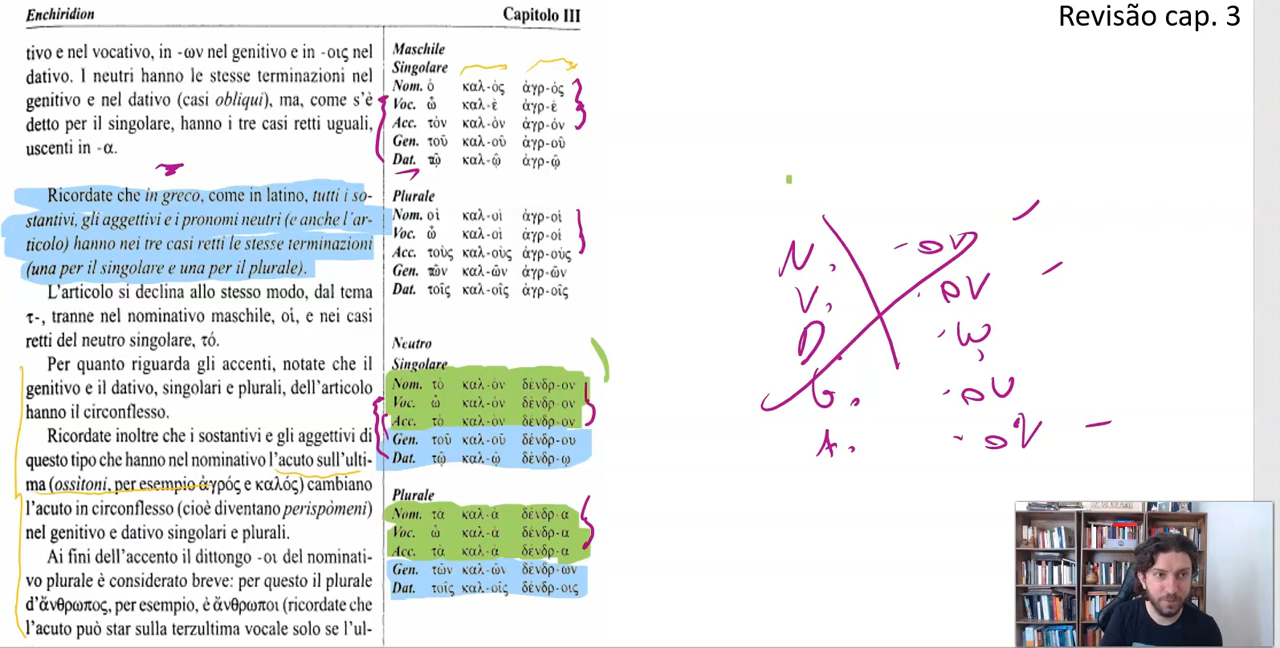 Enchiridion
Capitolo III
Revisão cap. 3
tivo e nel vocativo, in -ων nel genitivo e in -οις nel
dativo. I neutri hanno le stesse terminazioni nel
genitivo e nel dativo (casi obliqui), ma, come s'è
detto per il singolare, hanno i tre casi retti uguali,
uscenti in -α.
Ricordate che in greco, come in latino, tutti i so-
stantivi, gli aggettivi e i pronomi neutri (e anche l'ar-
ticolo) hanno nei tre casi retti le stesse terminazioni
(una per il singolare e una per il plurale).
L'articolo si declina allo stesso modo, dal tema
τ-, tranne nel nominativo maschile, οἱ, e nei casi
retti del neutro singolare, τό.
Per quanto riguarda gli accenti, notate che il
genitivo e il dativo, singolari e plurali, dell'articolo
hanno il circonflesso.
Ricordate inoltre che i sostantivi e gli aggettivi di
questo tipo che hanno nel nominativo l'acuto sull'ulti-
ma (ossitoni, per esempio ἀγρός e καλός) cambiano
l'acuto in circonflesso (cioè diventano perispòmeni)
nel genitivo e dativo singolari e plurali.
Ai fini dell'accento il dittongo -οι del nominati-
vo plurale è considerato breve: per questo il plurale
d'ἄνθρωπος, per esempio, è ἄνθρωποι (ricordate che
l'acuto può star sulla terzultima vocale solo se l'ul-
Maschile
Singolare
Nom. ὁ καλ-ὸς ἀγρ-ός
Voc. ὦ καλ-ὲ ἀγρ-έ
Acc. τὸν καλ-ὸν ἀγρ-όν
Gen. τοῦ καλ-οῦ ἀγρ-οῦ
Dat. τῷ καλ-ῷ ἀγρ-ῷ
Plurale
Nom. οἱ καλ-οὶ ἀγρ-οί
Voc. ὦ καλ-οὶ ἀγρ-οί
Acc. τοὺς καλ-οὺς ἀγρ-ούς
Gen. τῶν καλ-ῶν ἀγρ-ῶν
Dat. τοῖς καλ-οῖς ἀγρ-οῖς
Neutro
Singolare
Nom. τὸ καλ-ὸν δένδρ-ον
Voc. ὦ καλ-ὸν δένδρ-ον
Acc. τὸ καλ-ὸν δένδρ-ον
Gen. τοῦ καλ-οῦ δένδρ-ου
Dat. τῷ καλ-ῷ δένδρ-ῳ
Plurale
Nom. τὰ καλ-ὰ δένδρ-α
Voc. ὦ καλ-ὰ δένδρ-α
Acc. τὰ καλ-ὰ δένδρ-α
Gen. τῶν καλ-ῶν δένδρ-ων
Dat. τοῖς καλ-οῖς δένδρ-οις
N. -ον
V. -ον
D -ῳ
G. -ου
A. -ον